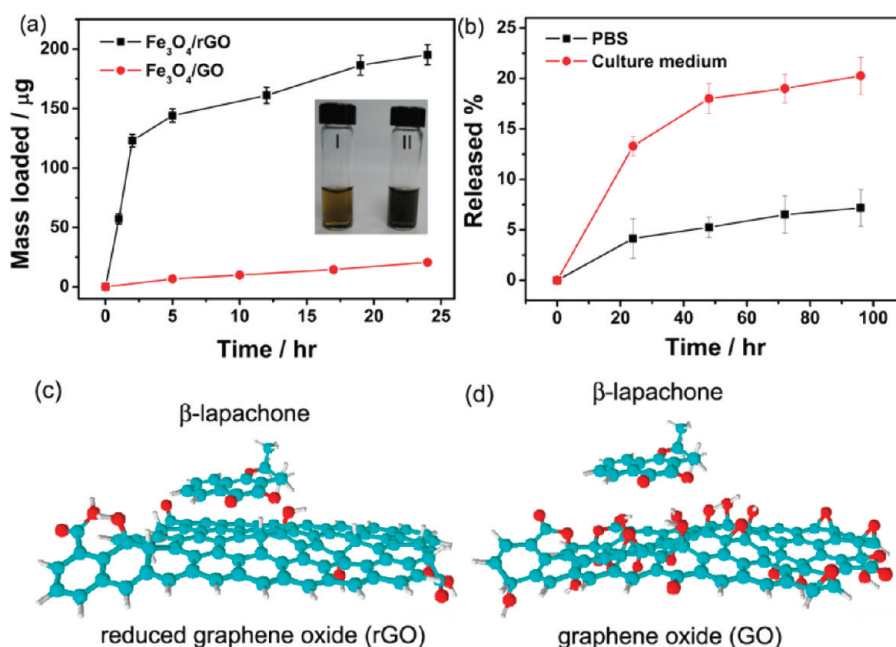 (a)
Fe₃O₄/rGO
Fe₃O₄/GO
I II
Mass loaded / μg
200
150
100
50
0
0 5 10 15 20 25
Time / hr
(b)
PBS
Culture medium
Released %
25
20
15
10
5
0
0 20 40 60 80 100
Time / hr
(c)
β-lapachone
reduced graphene oxide (rGO)
(d)
β-lapachone
graphene oxide (GO)